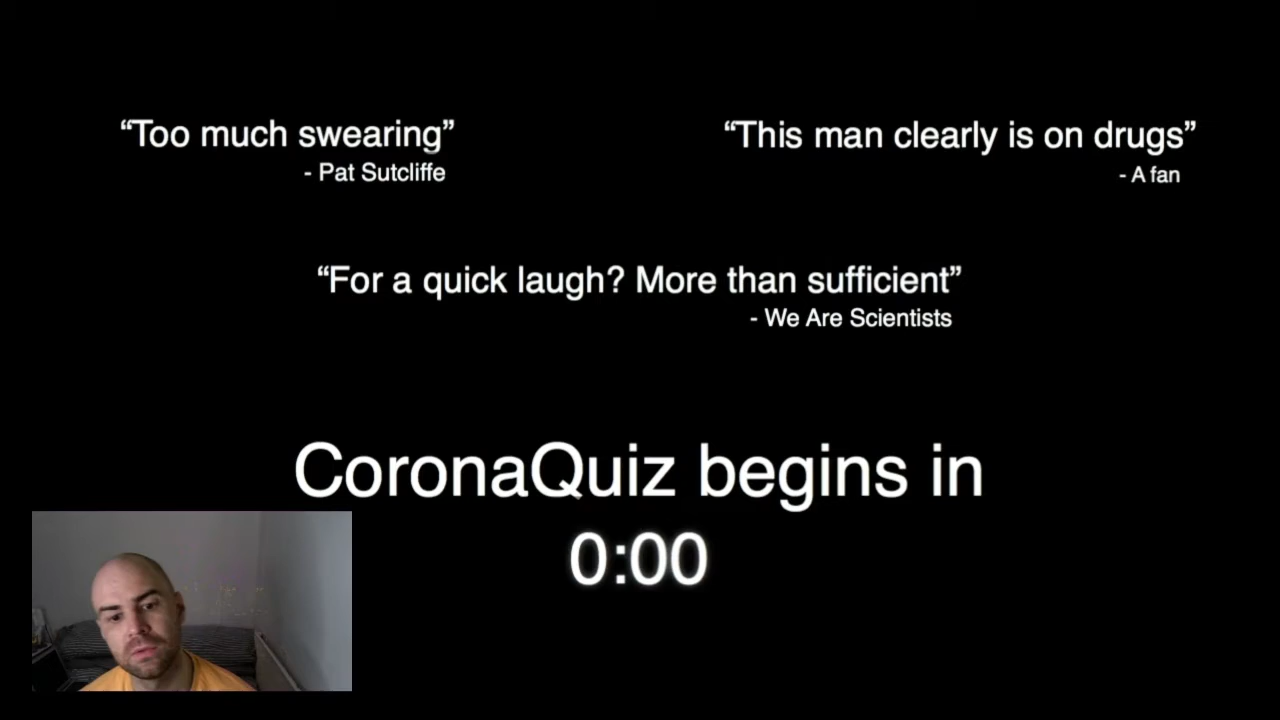 “Too much swearing”
- Pat Sutcliffe
“This man clearly is on drugs”
- A fan
“For a quick laugh? More than sufficient”
- We Are Scientists
CoronaQuiz begins in
0:00